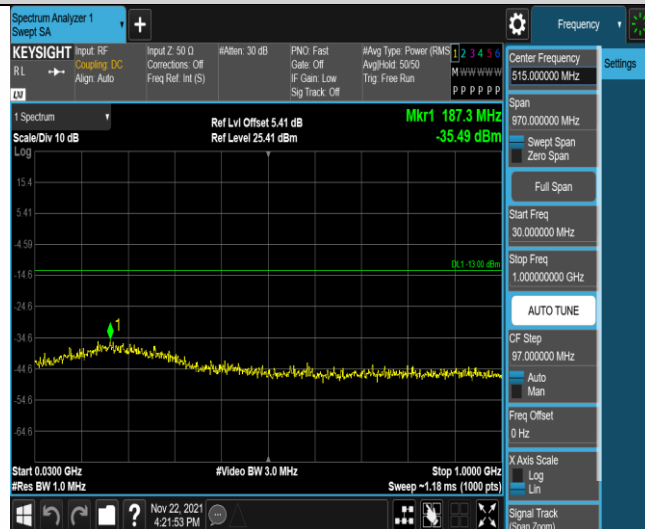 Spectrum Analyzer 1
Swept SA
Frequency
KEYSIGHT
RL
LXI
Input: RF
Coupling: DC
Align: Auto
Input Z: 50 Ω
Corrections: Off
Freq Ref: Int (S)
#Atten: 30 dB
PNO: Fast
Gate: Off
IF Gain: Low
Sig Track: Off
#Avg Type: Power (RMS
Avg|Hold: 50/50
Trig: Free Run
1 2 3 4 5 6
M W W W W W
P P P P P P
1 Spectrum
Scale/Div 10 dB
Log
Ref Lvl Offset 5.41 dB
Ref Level 25.41 dBm
Mkr1 187.3 MHz
-35.49 dBm
15.4
5.41
-4.59
DL1 -13.00 dBm
-14.6
-24.6
1
-34.6
-44.6
-54.6
-64.6
Start 0.0300 GHz
#Video BW 3.0 MHz
Stop 1.0000 GHz
#Res BW 1.0 MHz
Sweep ~1.18 ms (1000 pts)
?
Nov 22, 2021
4:21:53 PM
Center Frequency
515.000000 MHz
Settings
Span
970.000000 MHz
Swept Span
Zero Span
Full Span
Start Freq
30.000000 MHz
Stop Freq
1.000000000 GHz
AUTO TUNE
CF Step
97.000000 MHz
Auto
Man
Freq Offset
0 Hz
X Axis Scale
Log
Lin
Signal Track
(Span Zoom)